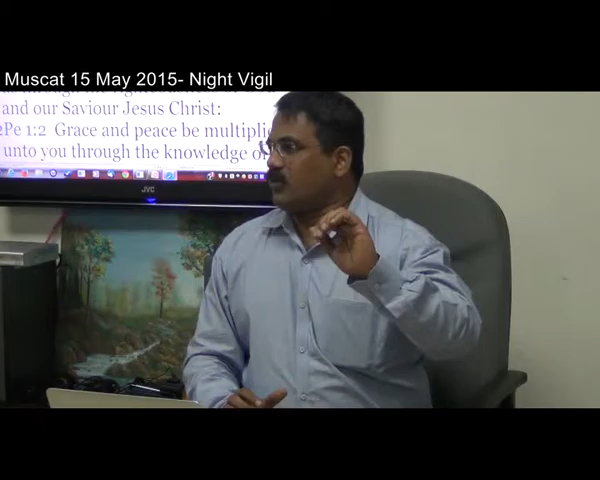 Muscat 15 May 2015- Night Vigil
and our Saviour Jesus Christ:
2Pe 1:2 Grace and peace be multipli
unto you through the knowledge of
JVC